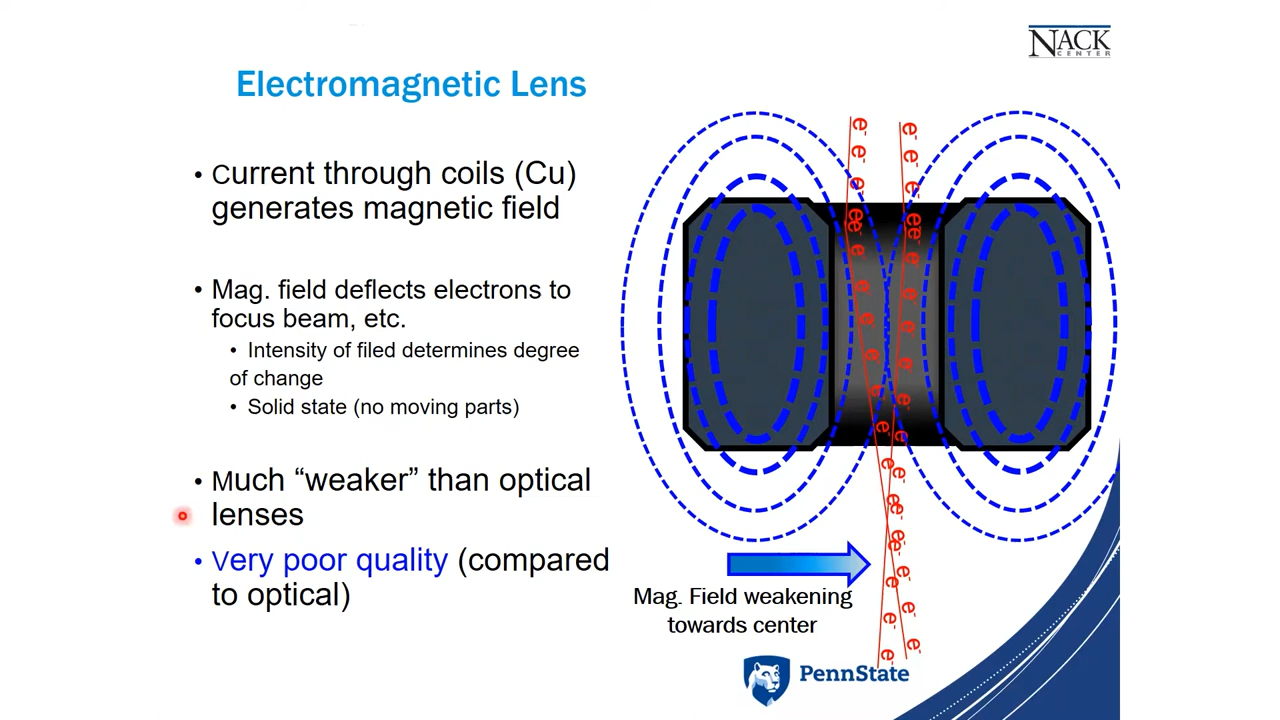 NACK
CENTER
Electromagnetic Lens
• Current through coils (Cu)
generates magnetic field
• Mag. field deflects electrons to
focus beam, etc.
• Intensity of filed determines degree
of change
• Solid state (no moving parts)
• Much “weaker” than optical
lenses
• Very poor quality (compared
to optical)
e- e- e- ee- e- e- e- e- e- e- e- e- e- e- e- e- e-
e- e- e- ee- e- e- e- e- e- e- e- e- e- e- e- e-
Mag. Field weakening
towards center
PennState